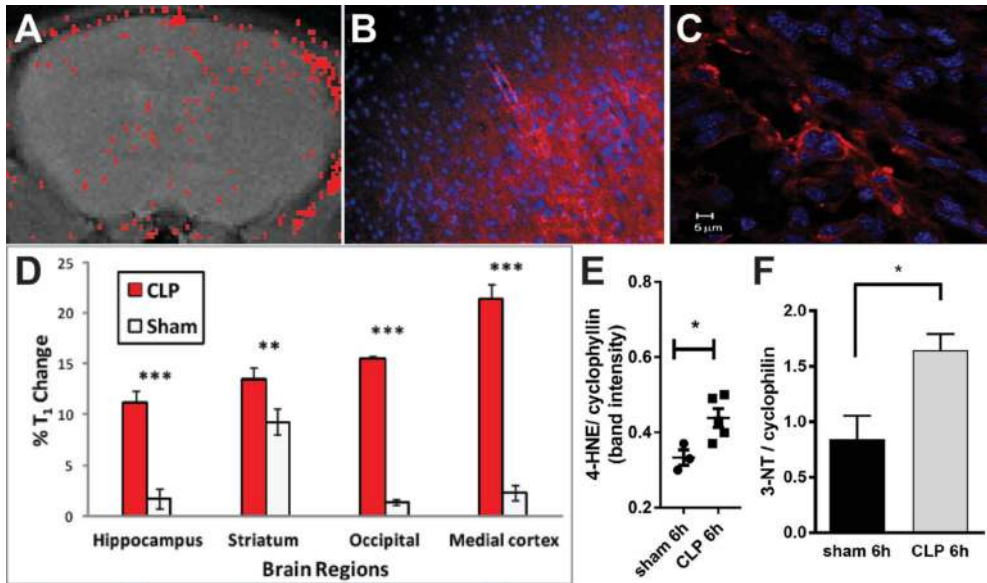 A
B
C
5 μm
D
25
20
15
10
5
0
% T1 Change
CLP
Sham
***
**
***
***
Hippocampus
Striatum
Occipital
Medial cortex
Brain Regions
E
0.8
0.6
0.4
0.2
4-HNE/ cyclophyllin
(band intensity)
*
sham 6h
CLP 6h
F
2.0
1.5
1.0
0.5
0.0
3-NT / cyclophilin
*
sham 6h
CLP 6h